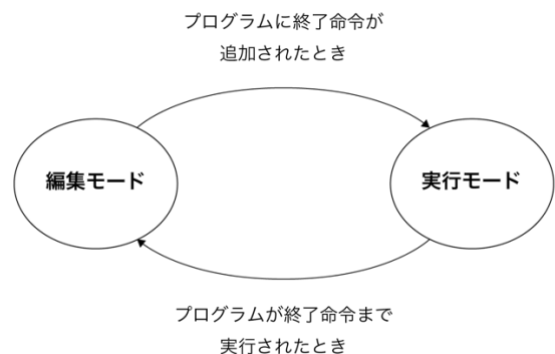 プログラムに終了命令が
追加されたとき
編集モード
実行モード
プログラムが終了命令まで
実行されたとき